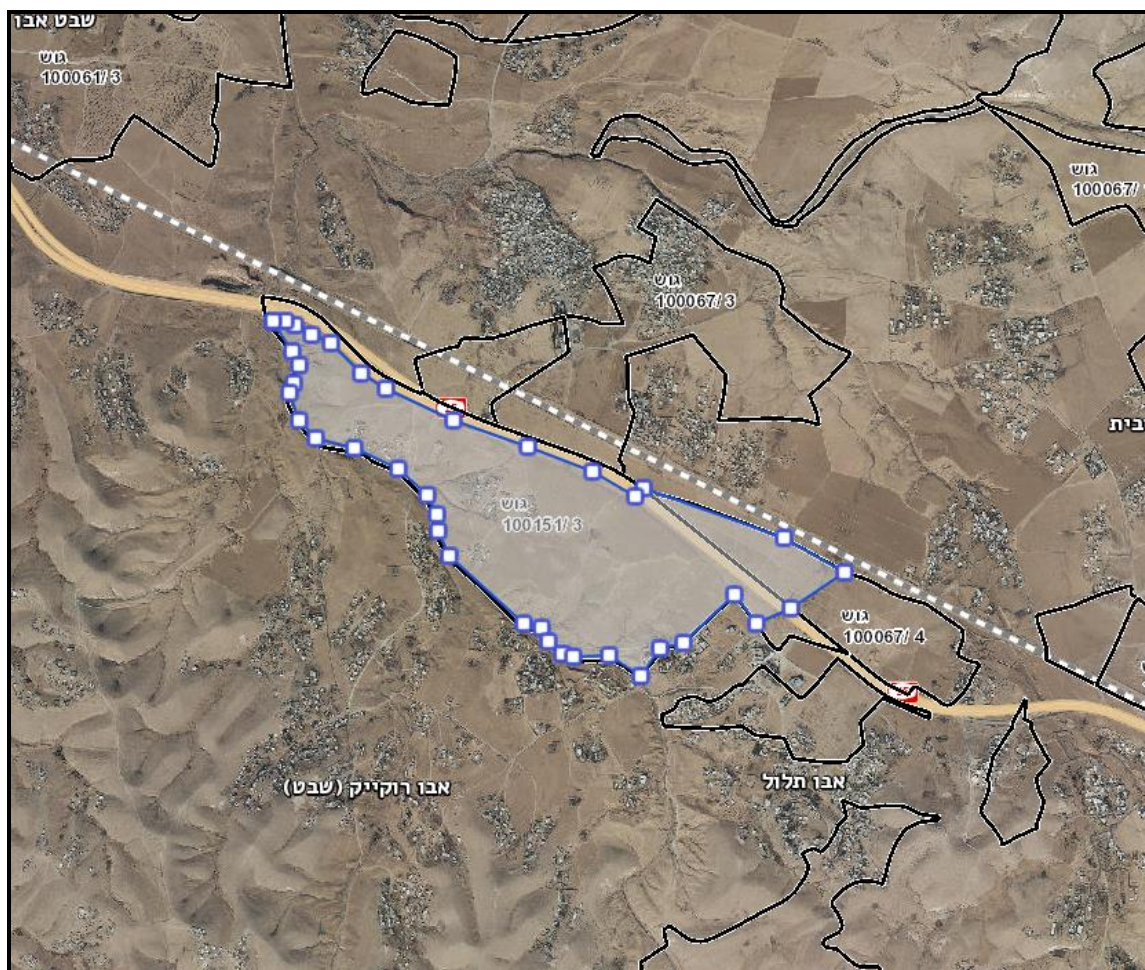 שבט אבו
גוש
100061/ 3
גוש
100067/
גוש
100067/ 3
גוש
100151/ 3
גוש
100067/ 4
אבו תלול
אבו רוקייק (שבט)